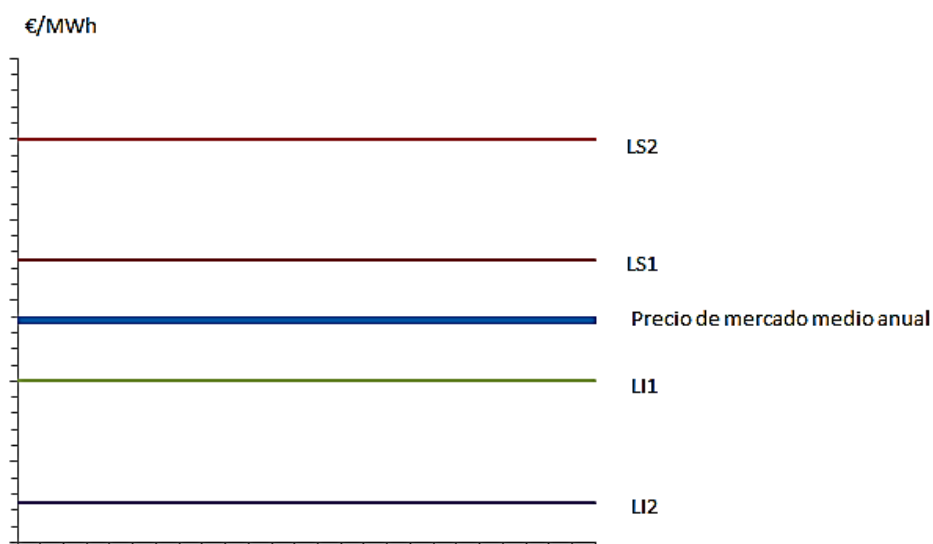 €/MWh
LS2
LS1
Precio de mercado medio anual
LI1
LI2